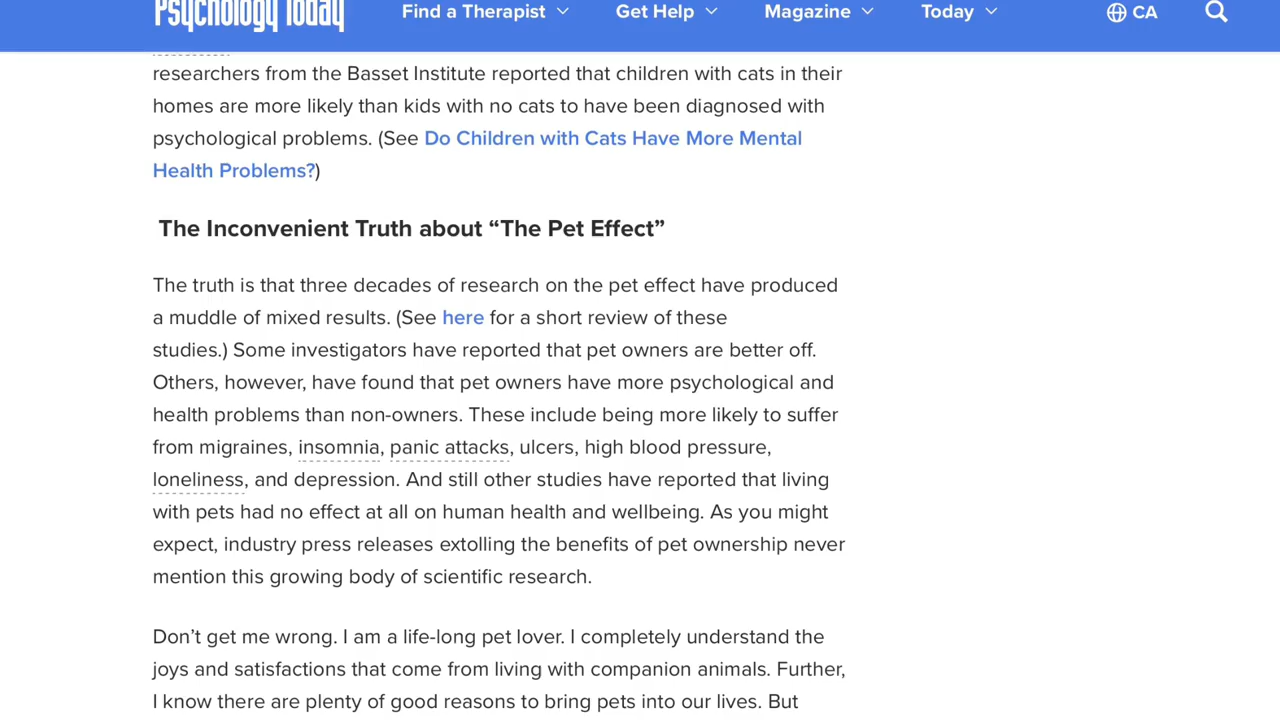 Psychology Today Find a Therapist Get Help Magazine Today CA
researchers from the Basset Institute reported that children with cats in their
homes are more likely than kids with no cats to have been diagnosed with
psychological problems. (See Do Children with Cats Have More Mental
Health Problems?)
The Inconvenient Truth about “The Pet Effect”
The truth is that three decades of research on the pet effect have produced
a muddle of mixed results. (See here for a short review of these
studies.) Some investigators have reported that pet owners are better off.
Others, however, have found that pet owners have more psychological and
health problems than non-owners. These include being more likely to suffer
from migraines, insomnia, panic attacks, ulcers, high blood pressure,
loneliness, and depression. And still other studies have reported that living
with pets had no effect at all on human health and wellbeing. As you might
expect, industry press releases extolling the benefits of pet ownership never
mention this growing body of scientific research.
Don’t get me wrong. I am a life-long pet lover. I completely understand the
joys and satisfactions that come from living with companion animals. Further,
I know there are plenty of good reasons to bring pets into our lives. But